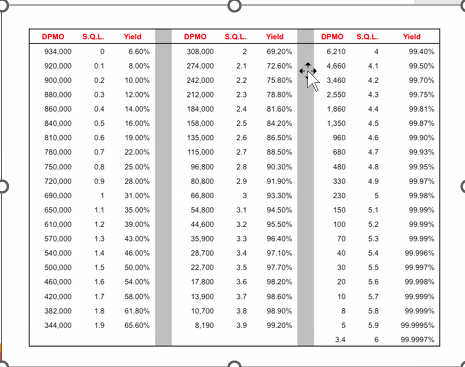 DPMO S.Q.L. Yield DPMO S.Q.L. Yield DPMO S.Q.L. Yield
934,000 0 6.60% 308,000 2 69.20% 6,210 4 99.40%
920,000 0.1 8.00% 274,000 2.1 72.60% 4,660 4.1 99.50%
900,000 0.2 10.00% 242,000 2.2 75.80% 3,460 4.2 99.70%
880,000 0.3 12.00% 212,000 2.3 78.80% 2,550 4.3 99.75%
860,000 0.4 14.00% 184,000 2.4 81.60% 1,860 4.4 99.81%
840,000 0.5 16.00% 158,000 2.5 84.20% 1,350 4.5 99.87%
810,000 0.6 19.00% 135,000 2.6 86.50% 960 4.6 99.90%
780,000 0.7 22.00% 115,000 2.7 88.50% 680 4.7 99.93%
750,000 0.8 25.00% 96,800 2.8 90.30% 480 4.8 99.95%
720,000 0.9 28.00% 80,800 2.9 91.90% 330 4.9 99.97%
690,000 1 31.00% 66,800 3 93.30% 230 5 99.98%
650,000 1.1 35.00% 54,800 3.1 94.50% 150 5.1 99.99%
610,000 1.2 39.00% 44,600 3.2 95.50% 100 5.2 99.99%
570,000 1.3 43.00% 35,900 3.3 96.40% 70 5.3 99.99%
540,000 1.4 46.00% 28,700 3.4 97.10% 40 5.4 99.996%
500,000 1.5 50.00% 22,700 3.5 97.70% 30 5.5 99.997%
460,000 1.6 54.00% 17,800 3.6 98.20% 20 5.6 99.998%
420,000 1.7 58.00% 13,900 3.7 98.60% 10 5.7 99.999%
382,000 1.8 61.80% 10,700 3.8 98.90% 8 5.8 99.999%
344,000 1.9 65.60% 8,190 3.9 99.20% 5 5.9 99.9995%
3.4 6 99.9997%